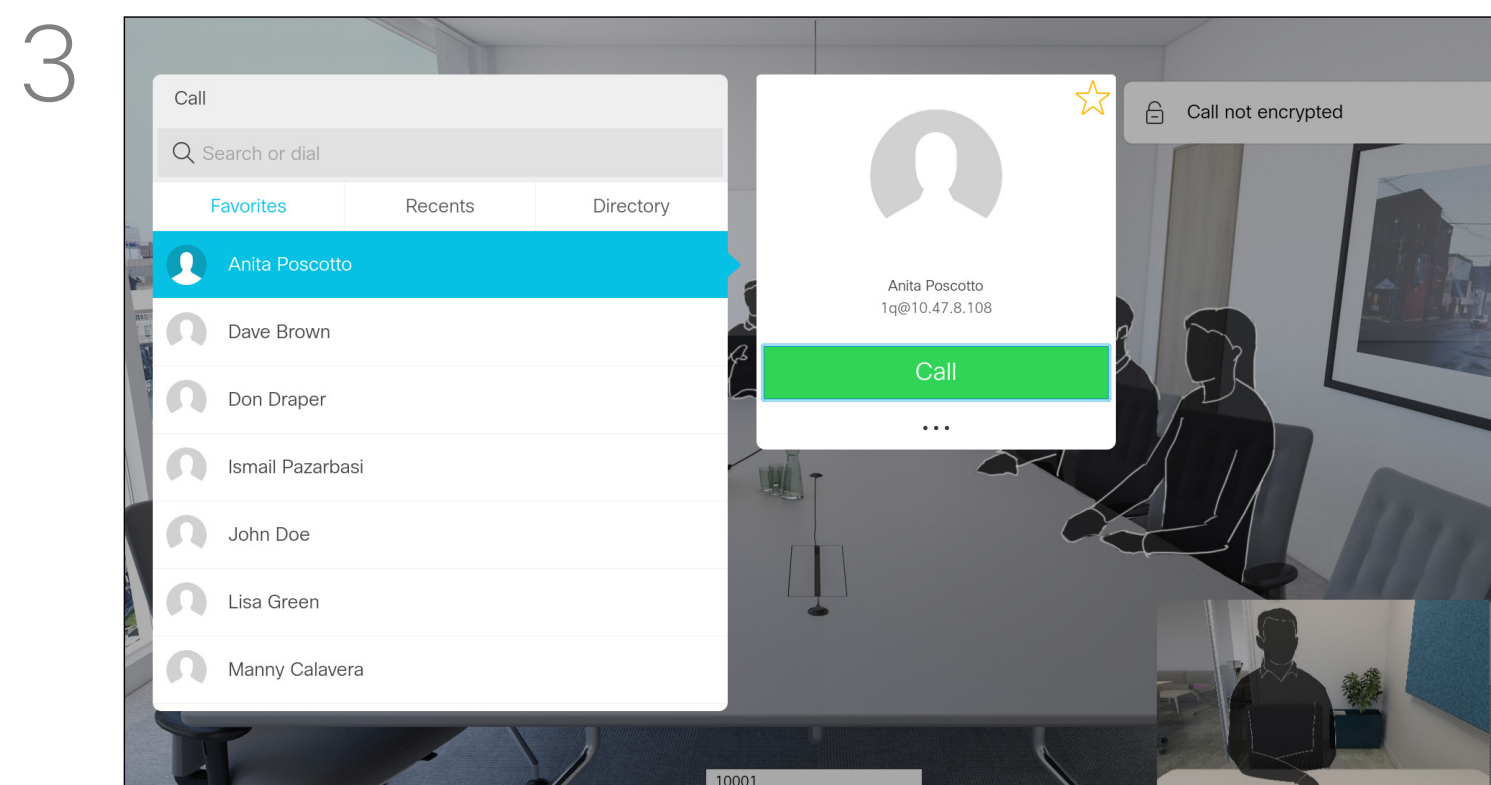 3
Call
Search or dial
Favorites
Recents
Directory
Anita Poscotto
Dave Brown
Don Draper
Ismail Pazarbasi
John Doe
Lisa Green
Manny Calavera
Anita Poscotto
1q@10.47.8.108
Call
...
Call not encrypted
10001